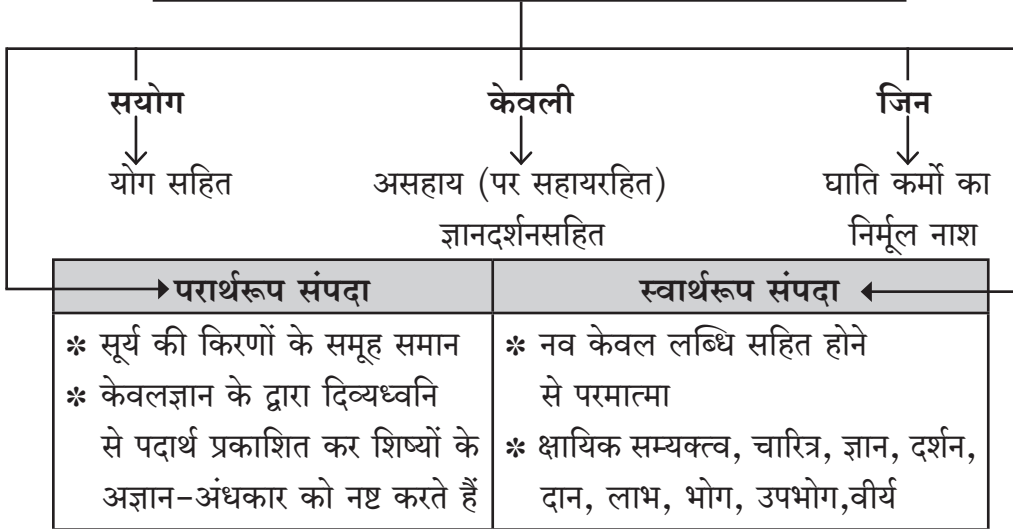 सयोग
केवली
जिन
योग सहित
असहाय (पर सहायरहित)
ज्ञानदर्शनसहित
घाति कर्मो का
निर्मूल नाश
परार्थरूप संपदा
स्वार्थरूप संपदा
* सूर्य की किरणों के समूह समान
* केवलज्ञान के द्वारा दिव्यध्वनि
से पदार्थ प्रकाशित कर शिष्यों के
अज्ञान-अंधकार को नष्ट करते हैं
* नव केवल लब्धि सहित होने
से परमात्मा
* क्षायिक सम्यक्त्व, चारित्र, ज्ञान, दर्शन,
दान, लाभ, भोग, उपभोग,वीर्य